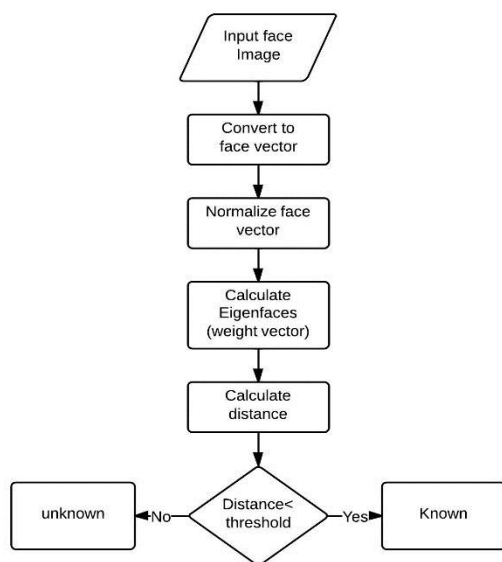 Input face
Image
Convert to
face vector
Normalize face
vector
Calculate
Eigenfaces
(weight vector)
Calculate
distance
Distance<
threshold
unknown
No
Yes
Known